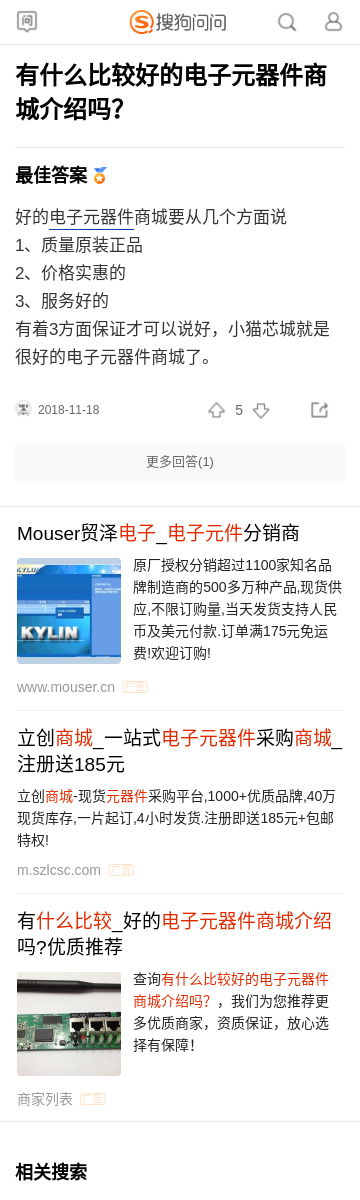 问
搜狗问问
有什么比较好的电子元器件商
城介绍吗?
最佳答案
好的电子元器件商城要从几个方面说
1、质量原装正品
2、价格实惠的
3、服务好的
有着3方面保证才可以说好，小猫芯城就是
很好的电子元器件商城了。
2018-11-18
5
更多回答(1)
Mouser贸泽电子_电子元件分销商
原厂授权分销超过1100家知名品
牌制造商的500多万种产品,现货供
应,不限订购量,当天发货支持人民
币及美元付款.订单满175元免运
费!欢迎订购!
KYLIN
KYLIN
www.mouser.cn 广告
立创商城_一站式电子元器件采购商城_
注册送185元
立创商城-现货元器件采购平台,1000+优质品牌,40万
现货库存,一片起订,4小时发货.注册即送185元+包邮
特权!
m.szlcsc.com 广告
有什么比较_好的电子元器件商城介绍
吗?优质推荐
查询有什么比较好的电子元器件
商城介绍吗？，我们为您推荐更
多优质商家，资质保证，放心选
择有保障！
商家列表 广告
相关搜索